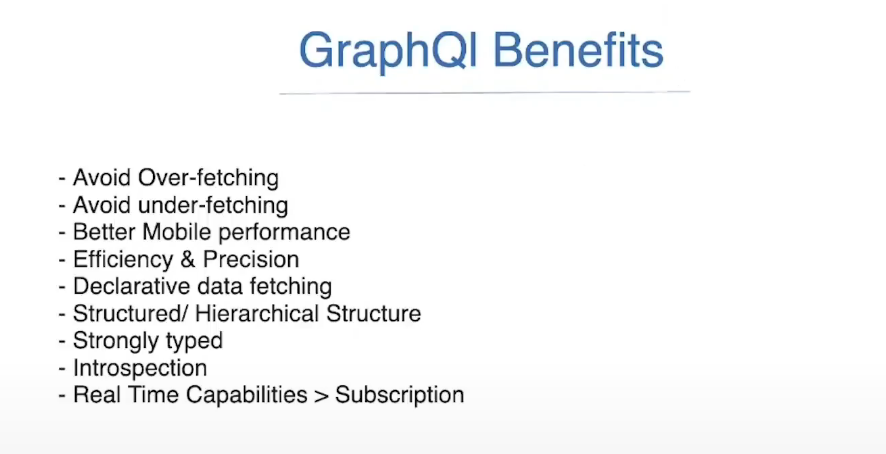 GraphQl Benefits
- Avoid Over-fetching
- Avoid under-fetching
- Better Mobile performance
- Efficiency & Precision
- Declarative data fetching
- Structured/ Hierarchical Structure
- Strongly typed
- Introspection
- Real Time Capabilities > Subscription